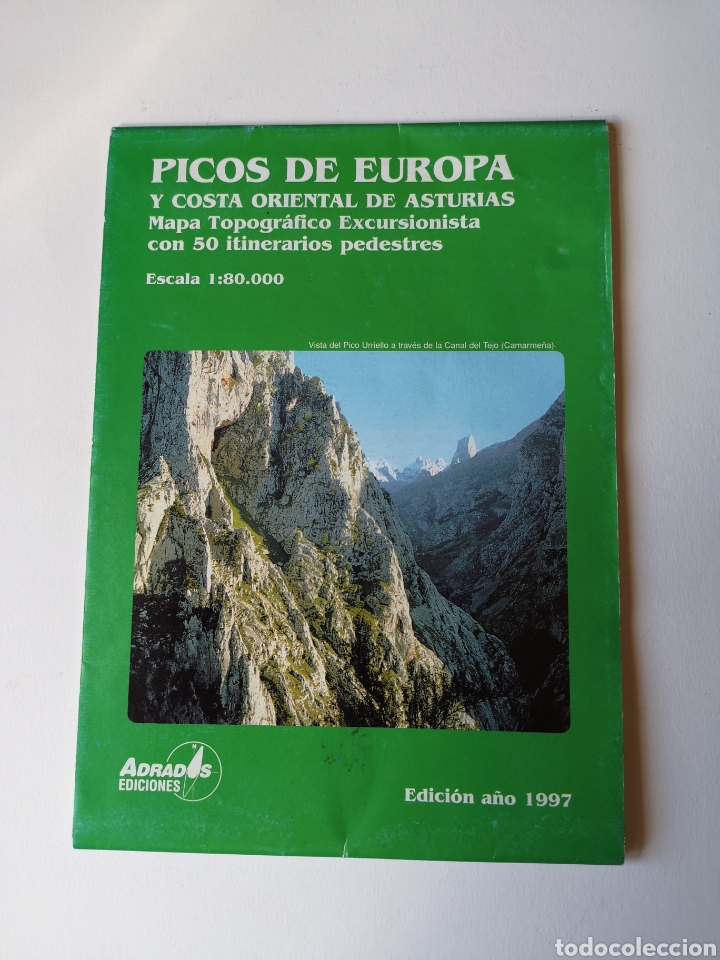 PICOS DE EUROPA
Y COSTA ORIENTAL DE ASTURIAS
Mapa Topográfico Excursionista
con 50 itinerarios pedestres
Escala 1:80.000
Vista del Pico Urriello a través de la Canal del Tejo (Camarmeña).
N
ADRADOS
EDICIONES
Edición año 1997
todocoleccion